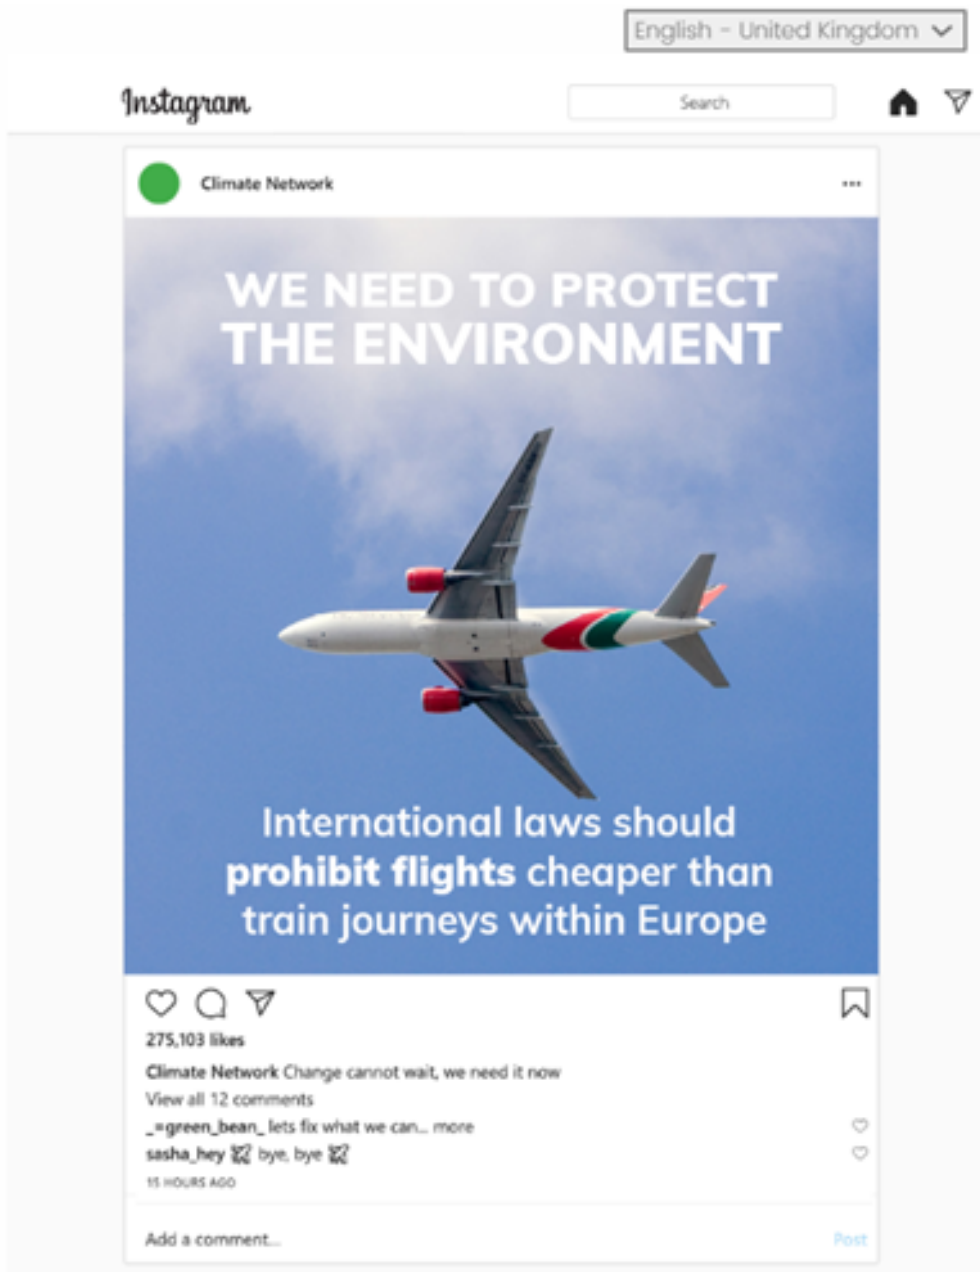 English - United Kingdom
Instagram
Search
Climate Network
...
WE NEED TO PROTECT
THE ENVIRONMENT
International laws should
prohibit flights cheaper than
train journeys within Europe
275,103 likes
Climate Network Change cannot wait, we need it now
View all 12 comments
_=green_bean_ lets fix what we can... more
sasha_hey bye, bye
15 HOURS AGO
Add a comment...
Post